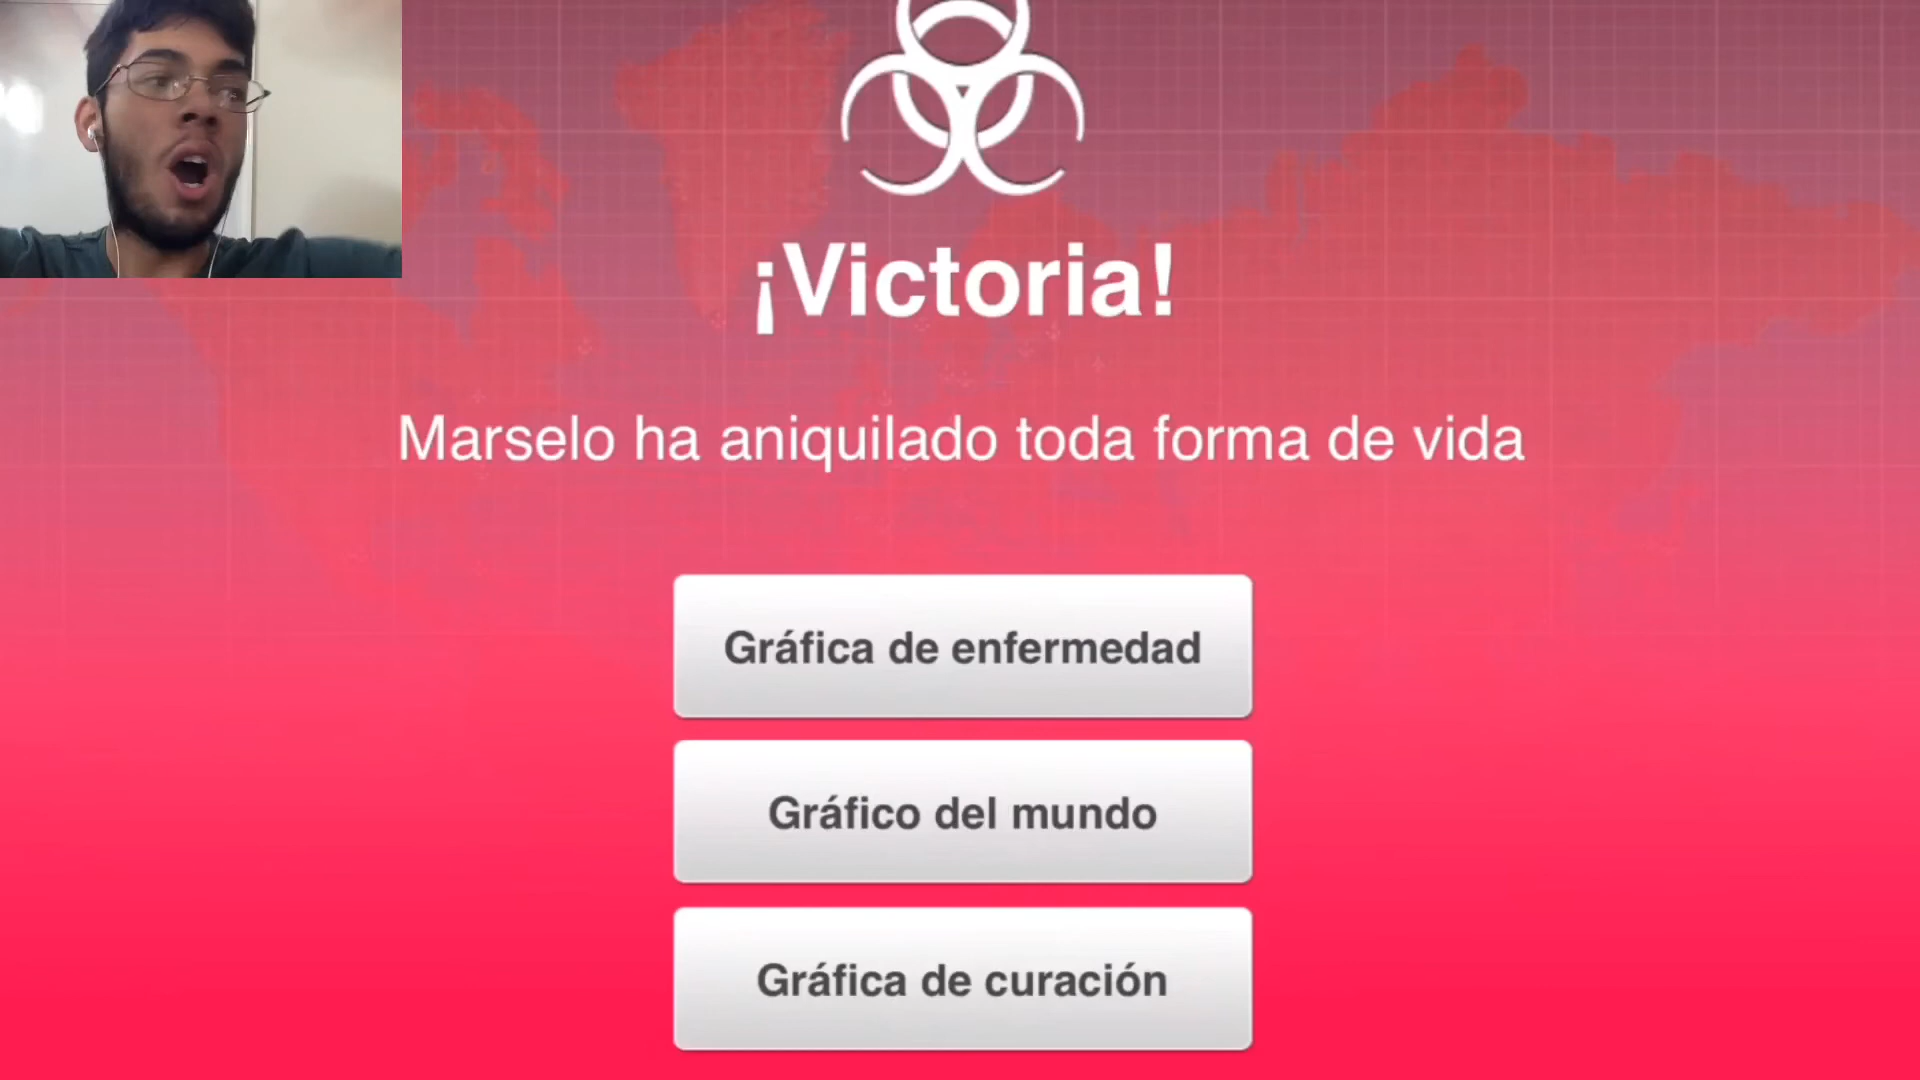 ¡Victoria!
Marselo ha aniquilado toda forma de vida
Gráfica de enfermedad
Gráfico del mundo
Gráfica de curación